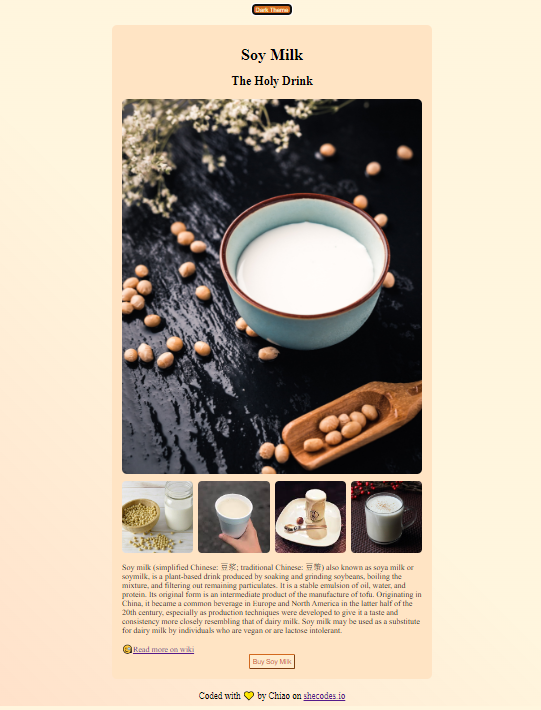 Dark Theme
Soy Milk
The Holy Drink
Soy milk (simplified Chinese: 豆浆; traditional Chinese: 豆漿) also known as soya milk or
soymilk, is a plant-based drink produced by soaking and grinding soybeans, boiling the
mixture, and filtering out remaining particulates. It is a stable emulsion of oil, water, and
protein. Its original form is an intermediate product of the manufacture of tofu. Originating in
China, it became a common beverage in Europe and North America in the latter half of the
20th century, especially as production techniques were developed to give it a taste and
consistency more closely resembling that of dairy milk. Soy milk may be used as a substitute
for dairy milk by individuals who are vegan or are lactose intolerant.
Read more on wiki
Buy Soy Milk
Coded with 💛 by Chizo on shecodes.io